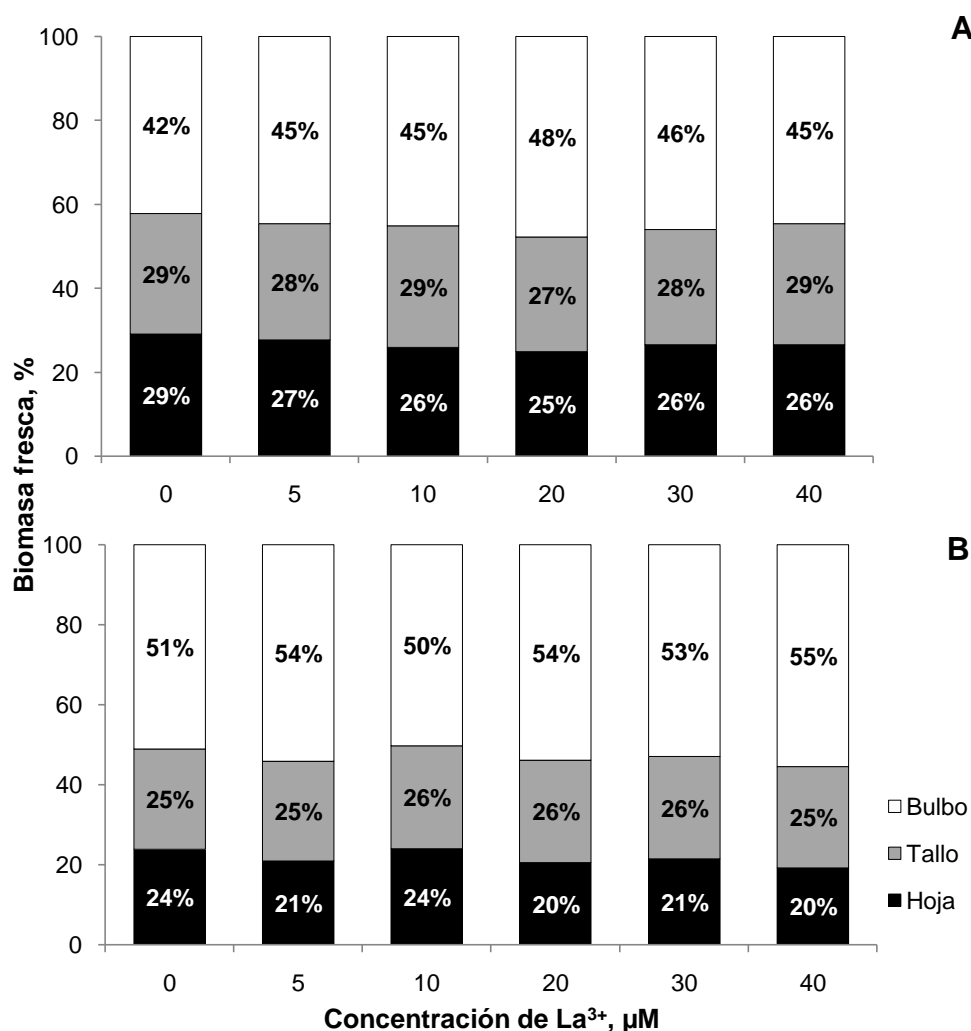 A
100
80
60
40
20
0
42% 45% 45% 48% 46% 45%
29% 28% 29% 27% 28% 29%
29% 27% 26% 25% 26% 26%
0 5 10 20 30 40
Biomasa fresca, %
B
100
80
60
40
20
0
51% 54% 50% 54% 53% 55%
25% 25% 26% 26% 26% 25%
24% 21% 24% 20% 21% 20%
Bulbo
Tallo
Hoja
0 5 10 20 30 40
Concentración de La³⁺, µM